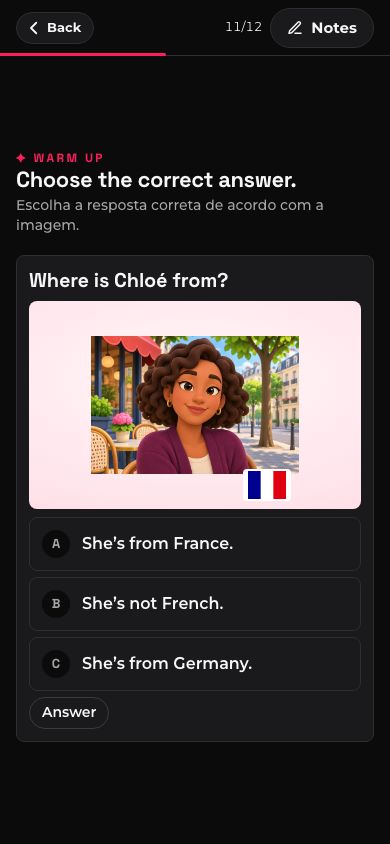 Back
11/12
Notes
WARM UP
Choose the correct answer.
Escolha a resposta correta de acordo com a
imagem.
Where is Chloé from?
A She’s from France.
B She’s not French.
C She’s from Germany.
Answer